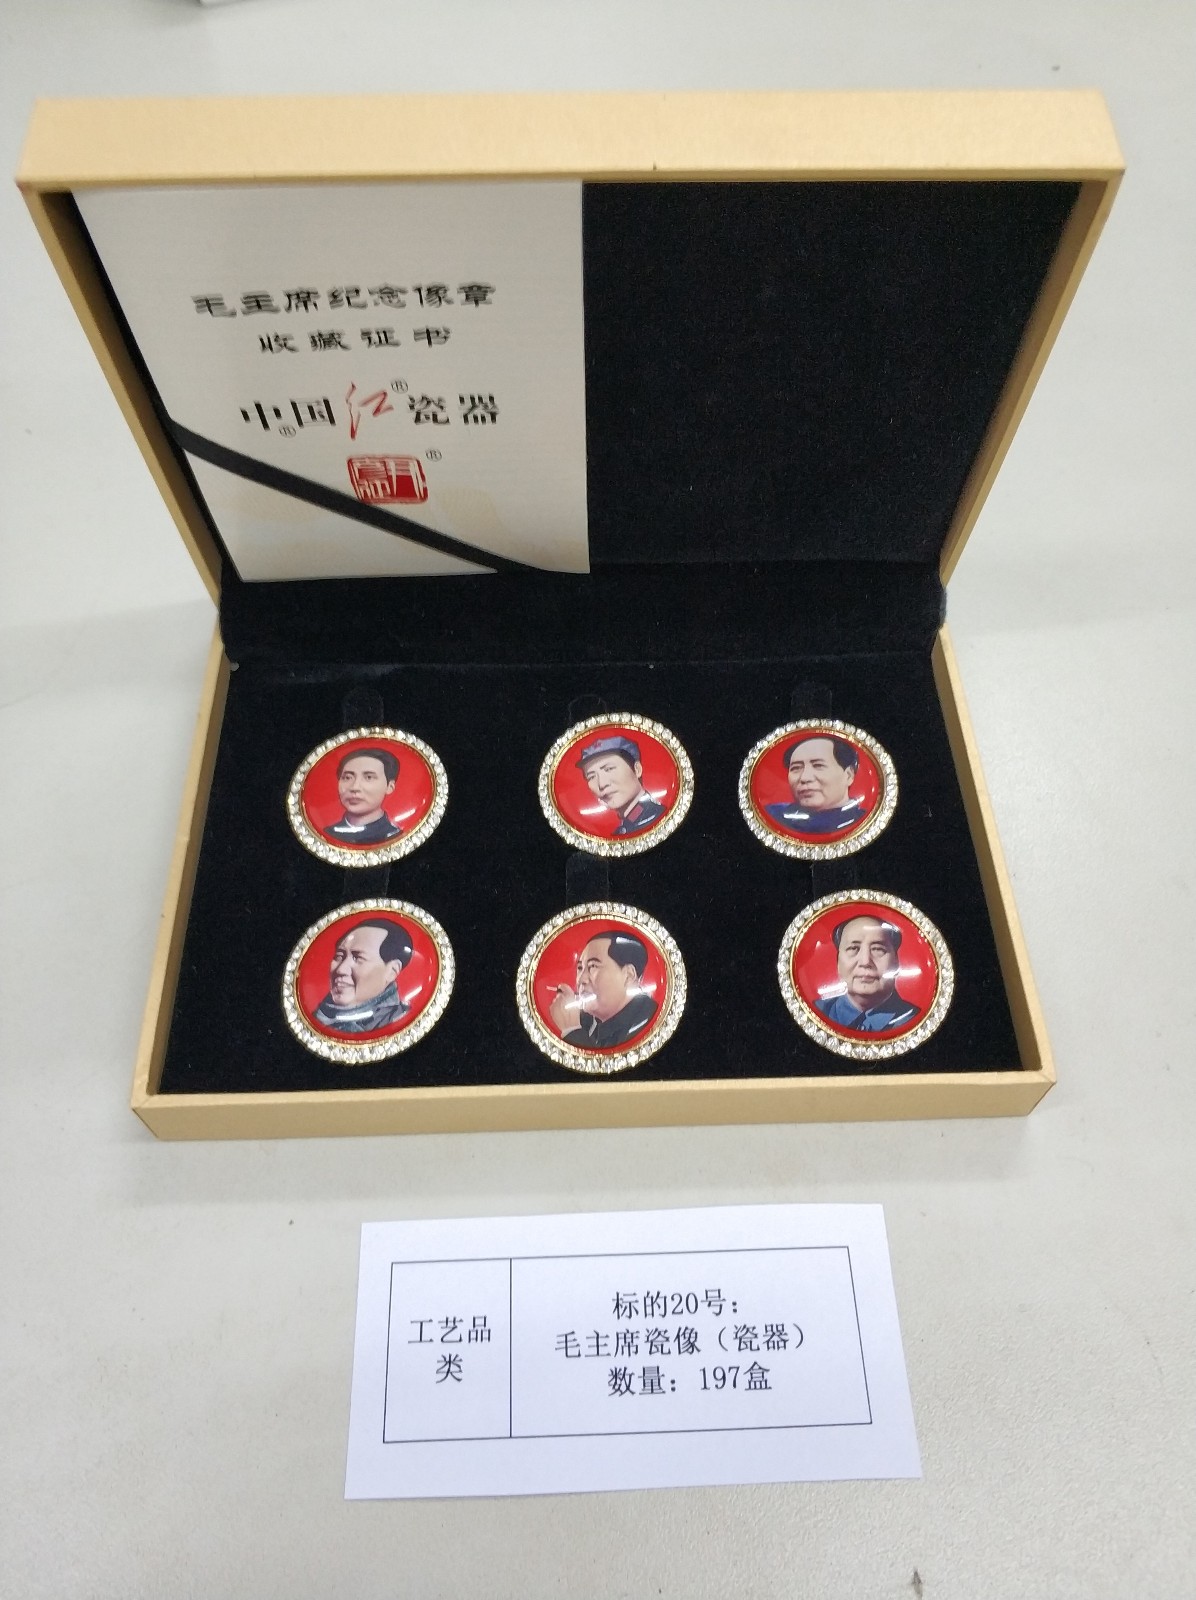 毛主席纪念像章
收藏证书
中国红瓷器
®
®
®
工艺品
类
标的20号：
毛主席瓷像（瓷器）
数量：197盒